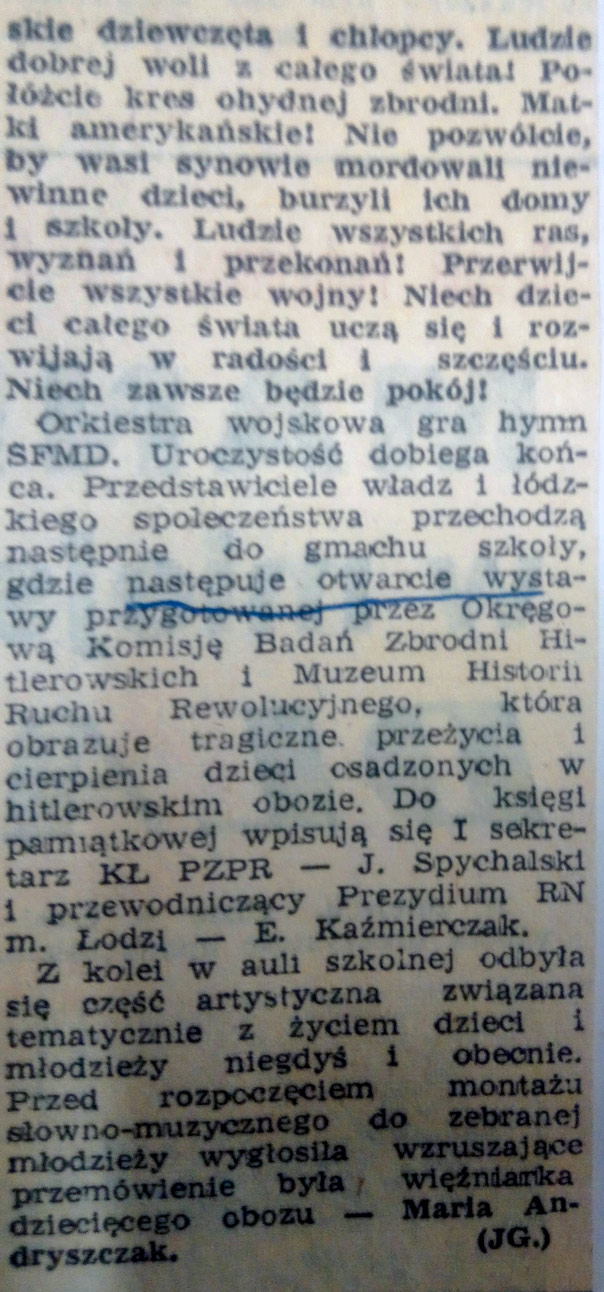 skie dziewczęta i chłopcy. Ludzie
dobrej woli z całego świata! Po-
łóżcie kres ohydnej zbrodni. Mat-
ki amerykańskie! Nie pozwólcie,
by wasi synowie mordowali nie-
winne dzieci, burzyli ich domy
i szkoły. Ludzie wszystkich ras,
wyznań i przekonań! Przerwij-
cie wszystkie wojny! Niech dzie-
ci całego świata uczą się i roz-
wijają w radości i szczęściu.
Niech zawsze będzie pokój!
Orkiestra wojskowa gra hymn
SFMD. Uroczystość dobiega koń-
ca. Przedstawiciele władz i łódz-
kiego społeczeństwa przechodzą
następnie do gmachu szkoły,
gdzie następuje otwarcie wysta-
wy przygotowanej przez Okręgo-
wą Komisję Badań Zbrodni Hi-
tlerowskich i Muzeum Historii
Ruchu Rewolucyjnego, która
obrazuje tragiczne przeżycia i
cierpienia dzieci osadzonych w
hitlerowskim obozie. Do księgi
pamiątkowej wpisują się I sekre-
tarz KŁ PZPR — J. Spychalski
i przewodniczący Prezydium RN
m. Łodzi — E. Kaźmierczak.
Z kolei w auli szkolnej odbyła
się część artystyczna związana
tematycznie z życiem dzieci i
młodzieży niegdyś i obecnie.
Przed rozpoczęciem montażu
słowno-muzycznego do zebranej
młodzieży wygłosiła wzruszające
przemówienie była więźniarka
dziecięcego obozu — Maria An-
dryszczak. (JG.)